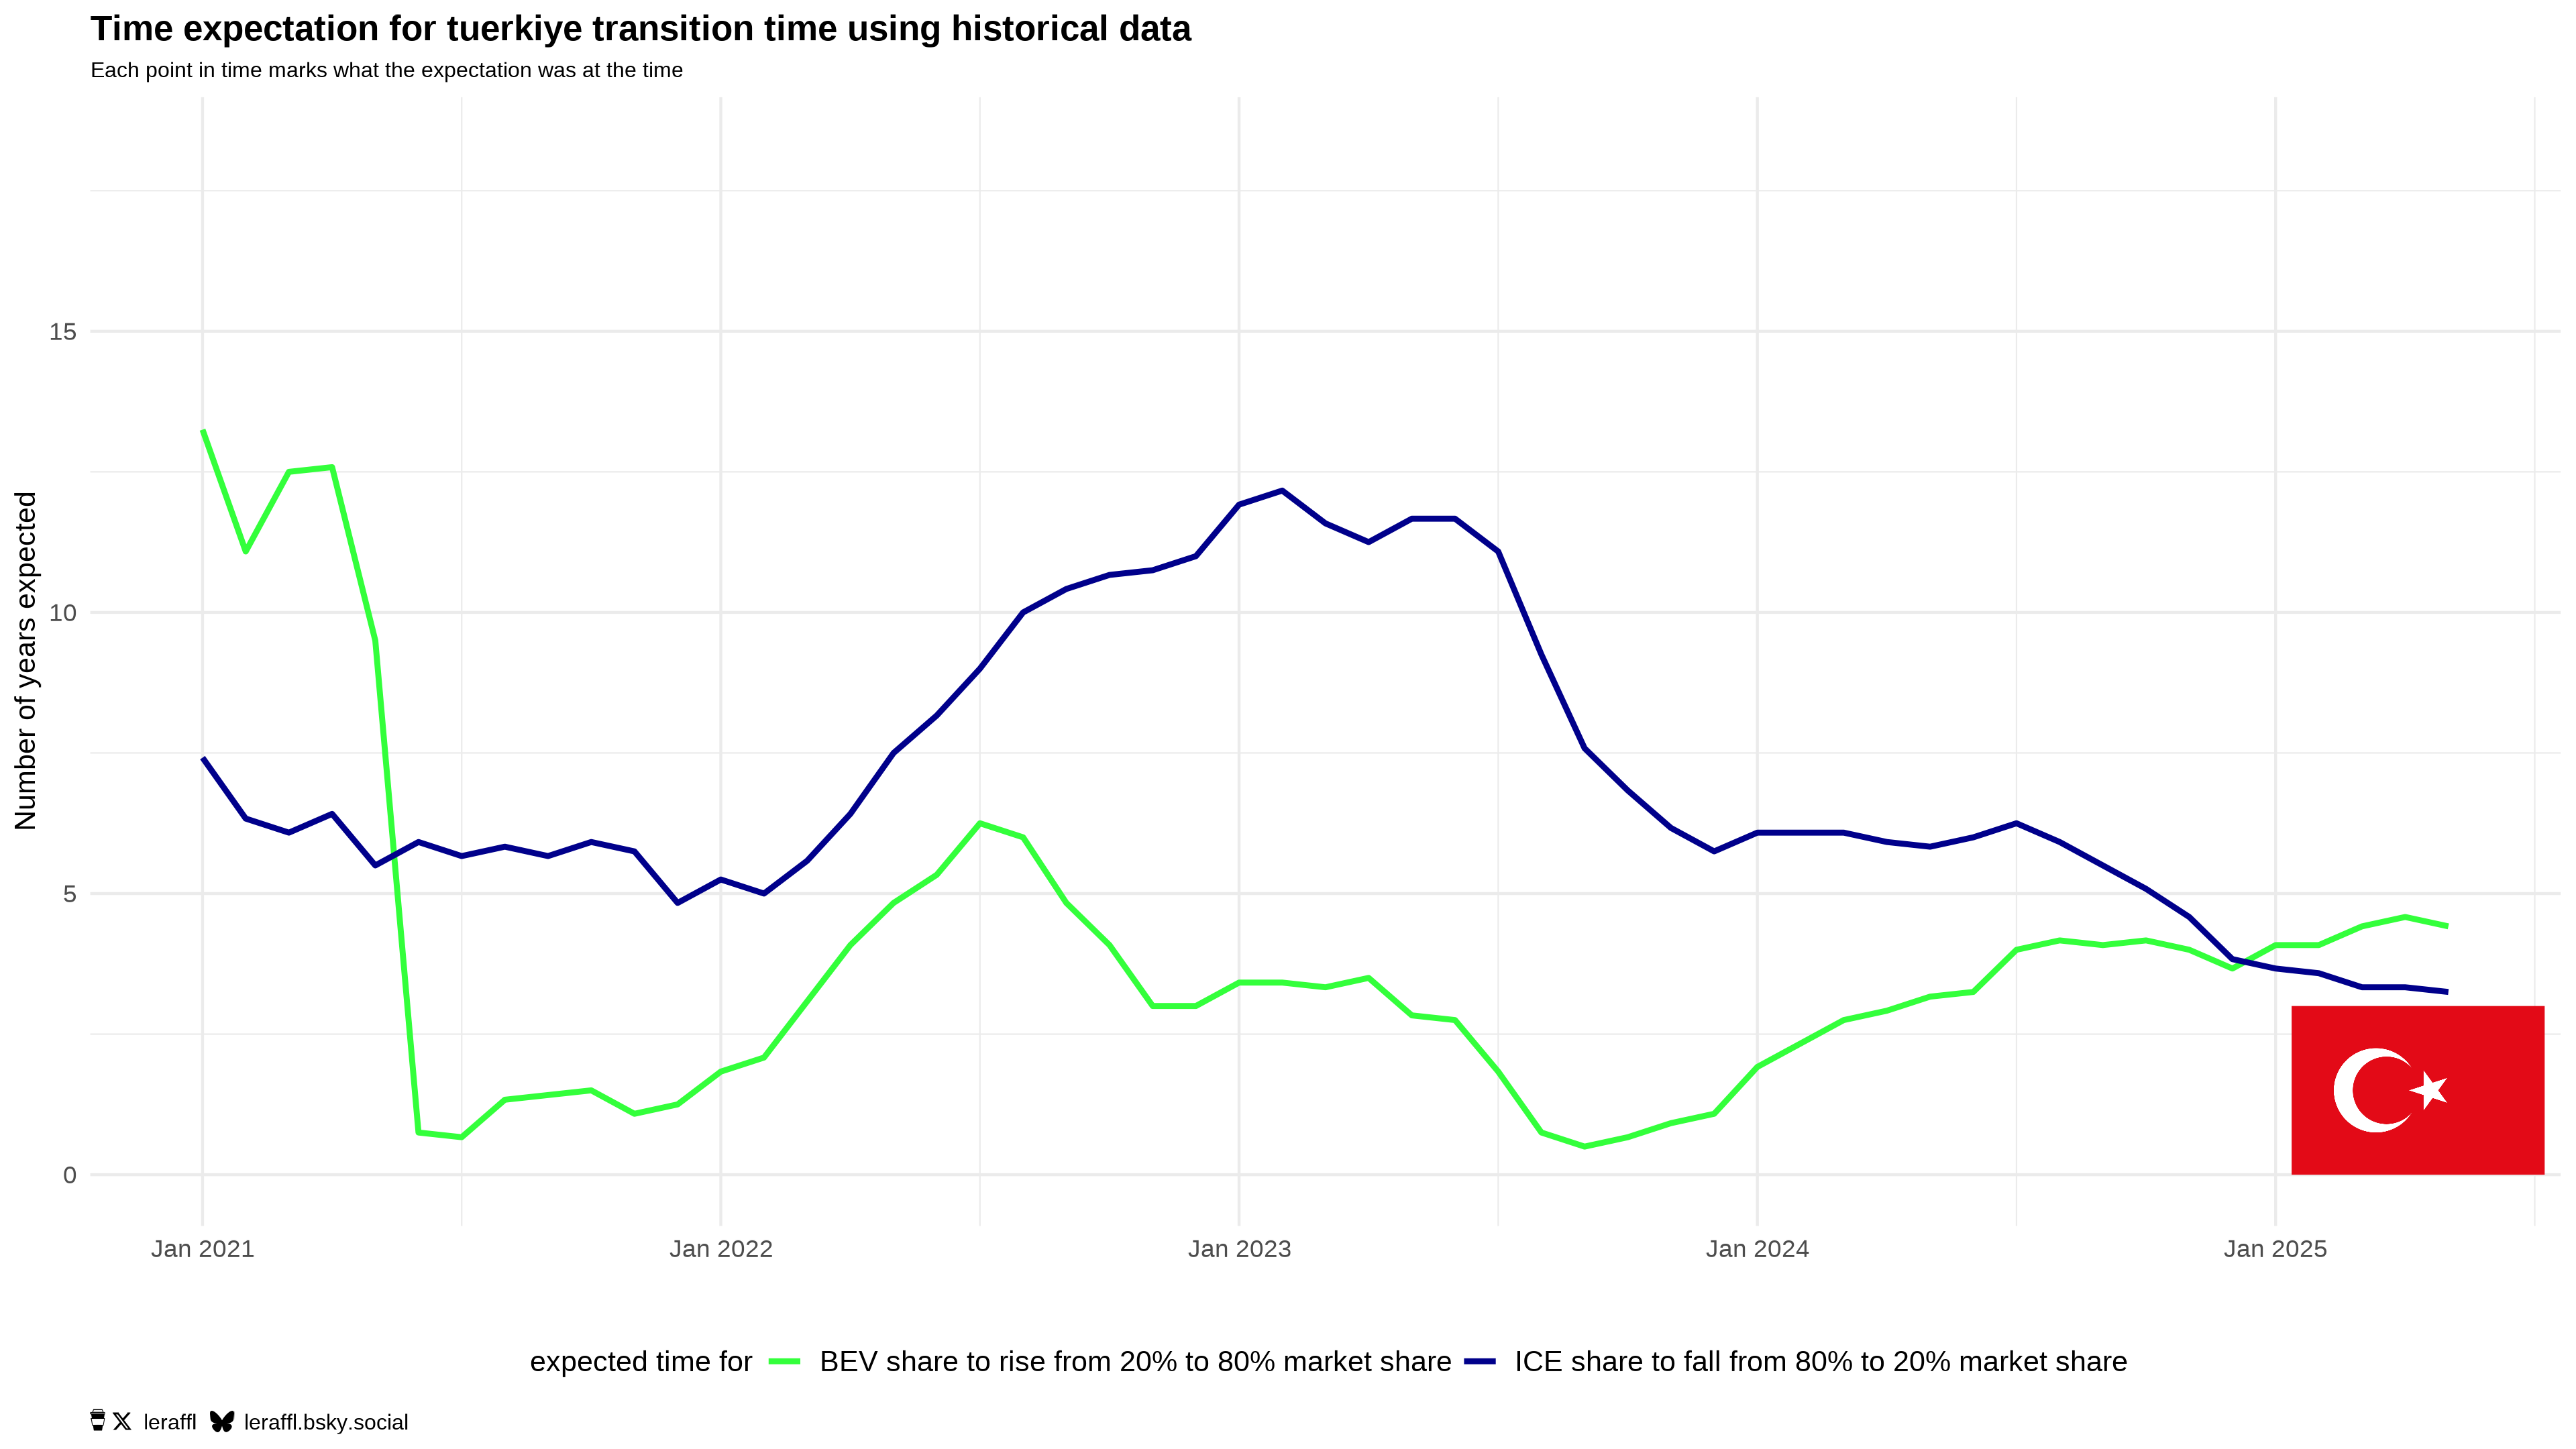 Time expectation for tuerkiye transition time using historical data
Each point in time marks what the expectation was at the time
Number of years expected
15
10
5
0
Jan 2021 Jan 2022 Jan 2023 Jan 2024 Jan 2025
expected time for BEV share to rise from 20% to 80% market share ICE share to fall from 80% to 20% market share
leraffl leraffl.bsky.social